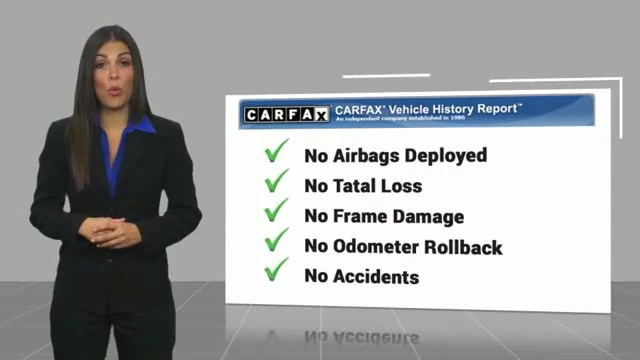 CARFAX CARFAX® Vehicle History Report™
An independent company established in 1986
No Airbags Deployed
No Tatal Loss
No Frame Damage
No Odometer Rollback
No Accidents